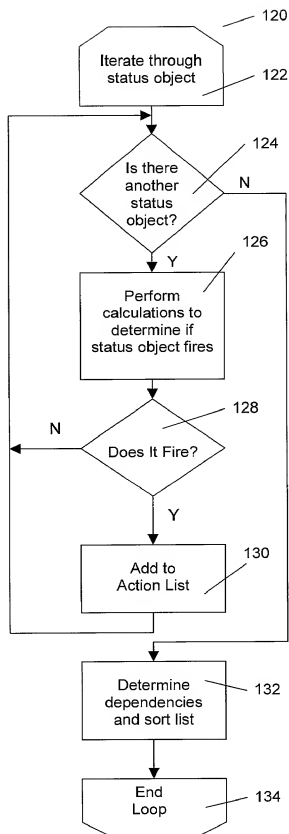 120
Iterate through
status object
122
124
Is there
another
status
object?
N
Y
126
Perform
calculations to
determine if
status object fires
128
N
Does It Fire?
Y
130
Add to
Action List
132
Determine
dependencies
and sort list
End
Loop
134